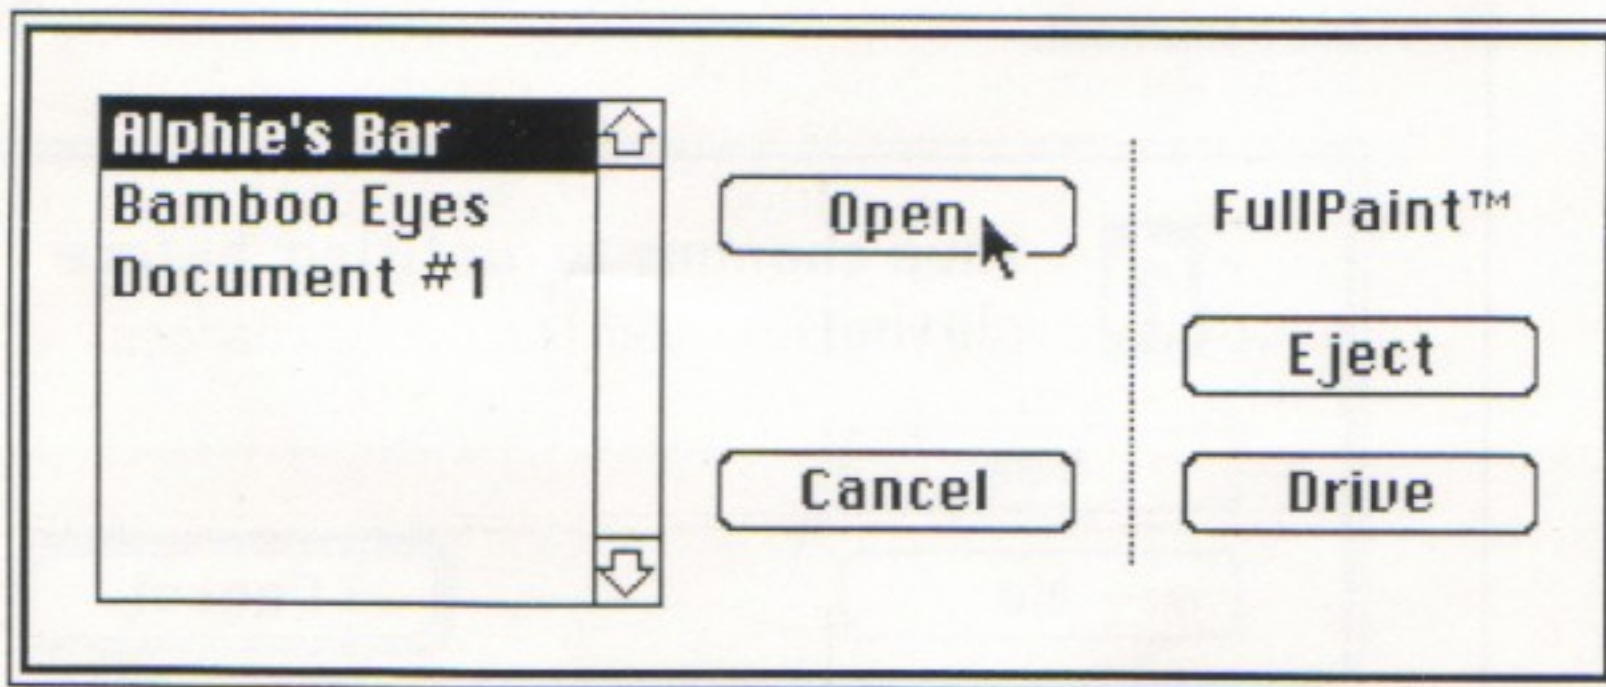 Alphie's Bar
Bamboo Eyes
Document #1
Open
Cancel
FullPaint™
Eject
Drive